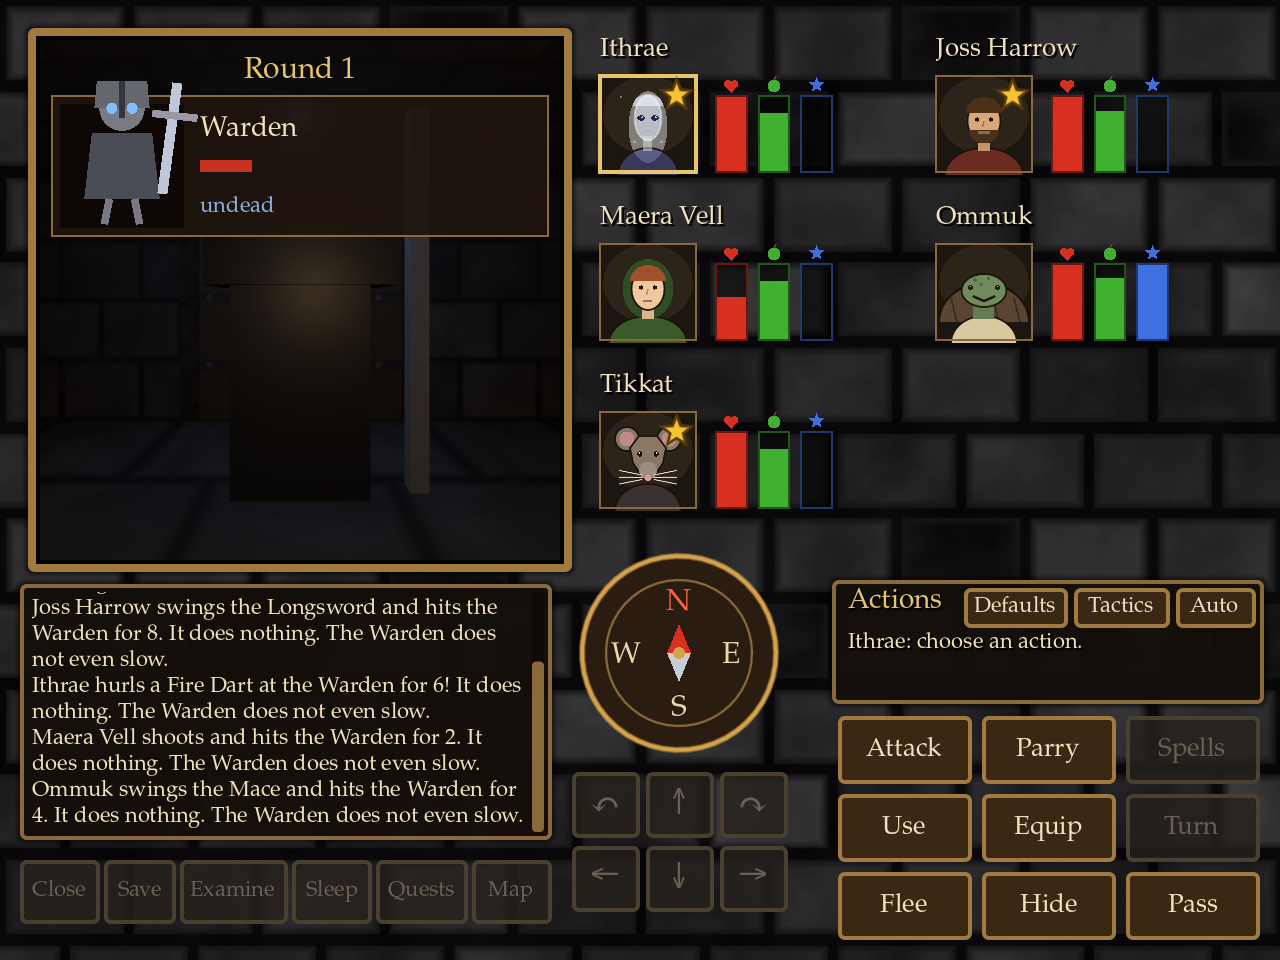 Round 1
Warden
undead
Ithrae
Joss Harrow
Maera Vell
Ommuk
Tikkat
Joss Harrow swings the Longsword and hits the
Warden for 8. It does nothing. The Warden does
not even slow.
Ithrae hurls a Fire Dart at the Warden for 6! It does
nothing. The Warden does not even slow.
Maera Vell shoots and hits the Warden for 2. It
does nothing. The Warden does not even slow.
Ommuk swings the Mace and hits the Warden for
4. It does nothing. The Warden does not even slow.
Close
Save
Examine
Sleep
Quests
Map
N
W
E
S
Actions
Defaults
Tactics
Auto
Ithrae: choose an action.
Attack
Parry
Spells
Use
Equip
Turn
Flee
Hide
Pass